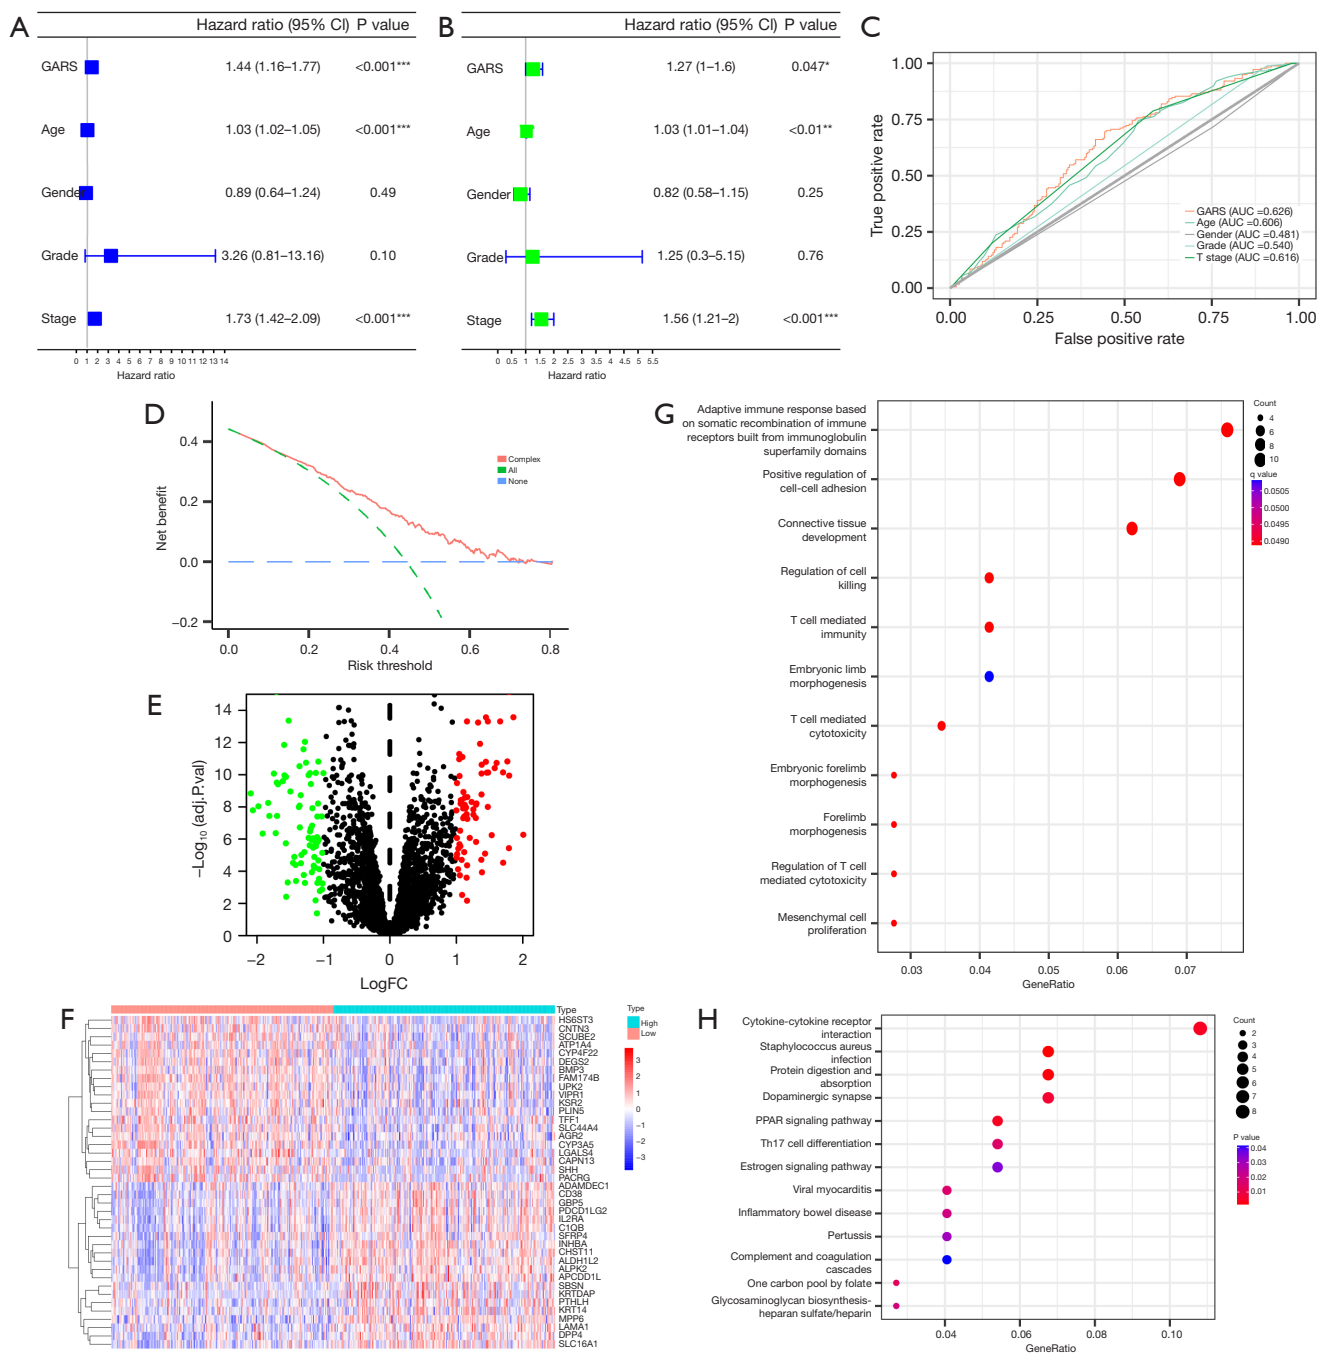 A
Hazard ratio (95% CI) P value
GARS 1.44 (1.16–1.77) <0.001***
Age 1.03 (1.02–1.05) <0.001***
Gender 0.89 (0.64–1.24) 0.49
Grade 3.26 (0.81–13.16) 0.10
Stage 1.73 (1.42–2.09) <0.001***
0 1 2 3 4 5 6 7 8 9 10 11 12 13 14
Hazard ratio
B
Hazard ratio (95% CI) P value
GARS 1.27 (1–1.6) 0.047*
Age 1.03 (1.01–1.04) <0.01**
Gender 0.82 (0.58–1.15) 0.25
Grade 1.25 (0.3–5.15) 0.76
Stage 1.56 (1.21–2) <0.001***
0 0.5 1 1.5 2 2.5 3 3.5 4 4.5 5 5.5
Hazard ratio
C
True positive rate
1.00
0.75
0.50
0.25
0.00
GARS (AUC =0.626)
Age (AUC =0.606)
Gender (AUC =0.481)
Grade (AUC =0.540)
T stage (AUC =0.616)
0.00 0.25 0.50 0.75 1.00
False positive rate
D
Net benefit
0.4
0.2
0.0
−0.2
Complex
All
None
0.0 0.2 0.4 0.6 0.8
Risk threshold
E
−Log10 (adj.P.val)
14
12
10
8
6
4
2
0
−2 −1 0 1 2
LogFC
F
Type
HS6ST3
CNTN3
SCUBE2
ATP1A4
CYP4F22
DEGS2
BMP3
FAM174B
UPK2
VIPR1
KSR2
PLIN5
TFF1
SLC44A4
AGR2
CYP3A5
LGALS4
CAPN13
SHH
PACRG
ADAMDEC1
CD38
GBP5
PDCD1LG2
IL2RA
C1QB
SFRP4
INHBA
CHST11
ALDH1L2
ALPK2
APCDD1L
SBSN
KRTDAP
PTHLH
KRT14
MPP6
LAMA1
DPP4
SLC16A1
Type
High
Low
3
2
1
0
−1
−2
−3
G
Adaptive immune response based
on somatic recombination of immune
receptors built from immunoglobulin
superfamily domains
Positive regulation of
cell-cell adhesion
Connective tissue
development
Regulation of cell
killing
T cell mediated
immunity
Embryonic limb
morphogenesis
T cell mediated
cytotoxicity
Embryonic forelimb
morphogenesis
Forelimb
morphogenesis
Regulation of T cell
mediated cytotoxicity
Mesenchymal cell
proliferation
0.03 0.04 0.05 0.06 0.07
GeneRatio
Count
4
6
8
10
q value
0.0505
0.0500
0.0495
0.0490
H
Cytokine-cytokine receptor
interaction
Staphylococcus aureus
infection
Protein digestion and
absorption
Dopaminergic synapse
PPAR signaling pathway
Th17 cell differentiation
Estrogen signaling pathway
Viral myocarditis
Inflammatory bowel disease
Pertussis
Complement and coagulation
cascades
One carbon pool by folate
Glycosaminoglycan biosynthesis-
heparan sulfate/heparin
0.04 0.06 0.08 0.10
GeneRatio
Count
2
3
4
5
6
7
8
P value
0.04
0.03
0.02
0.01